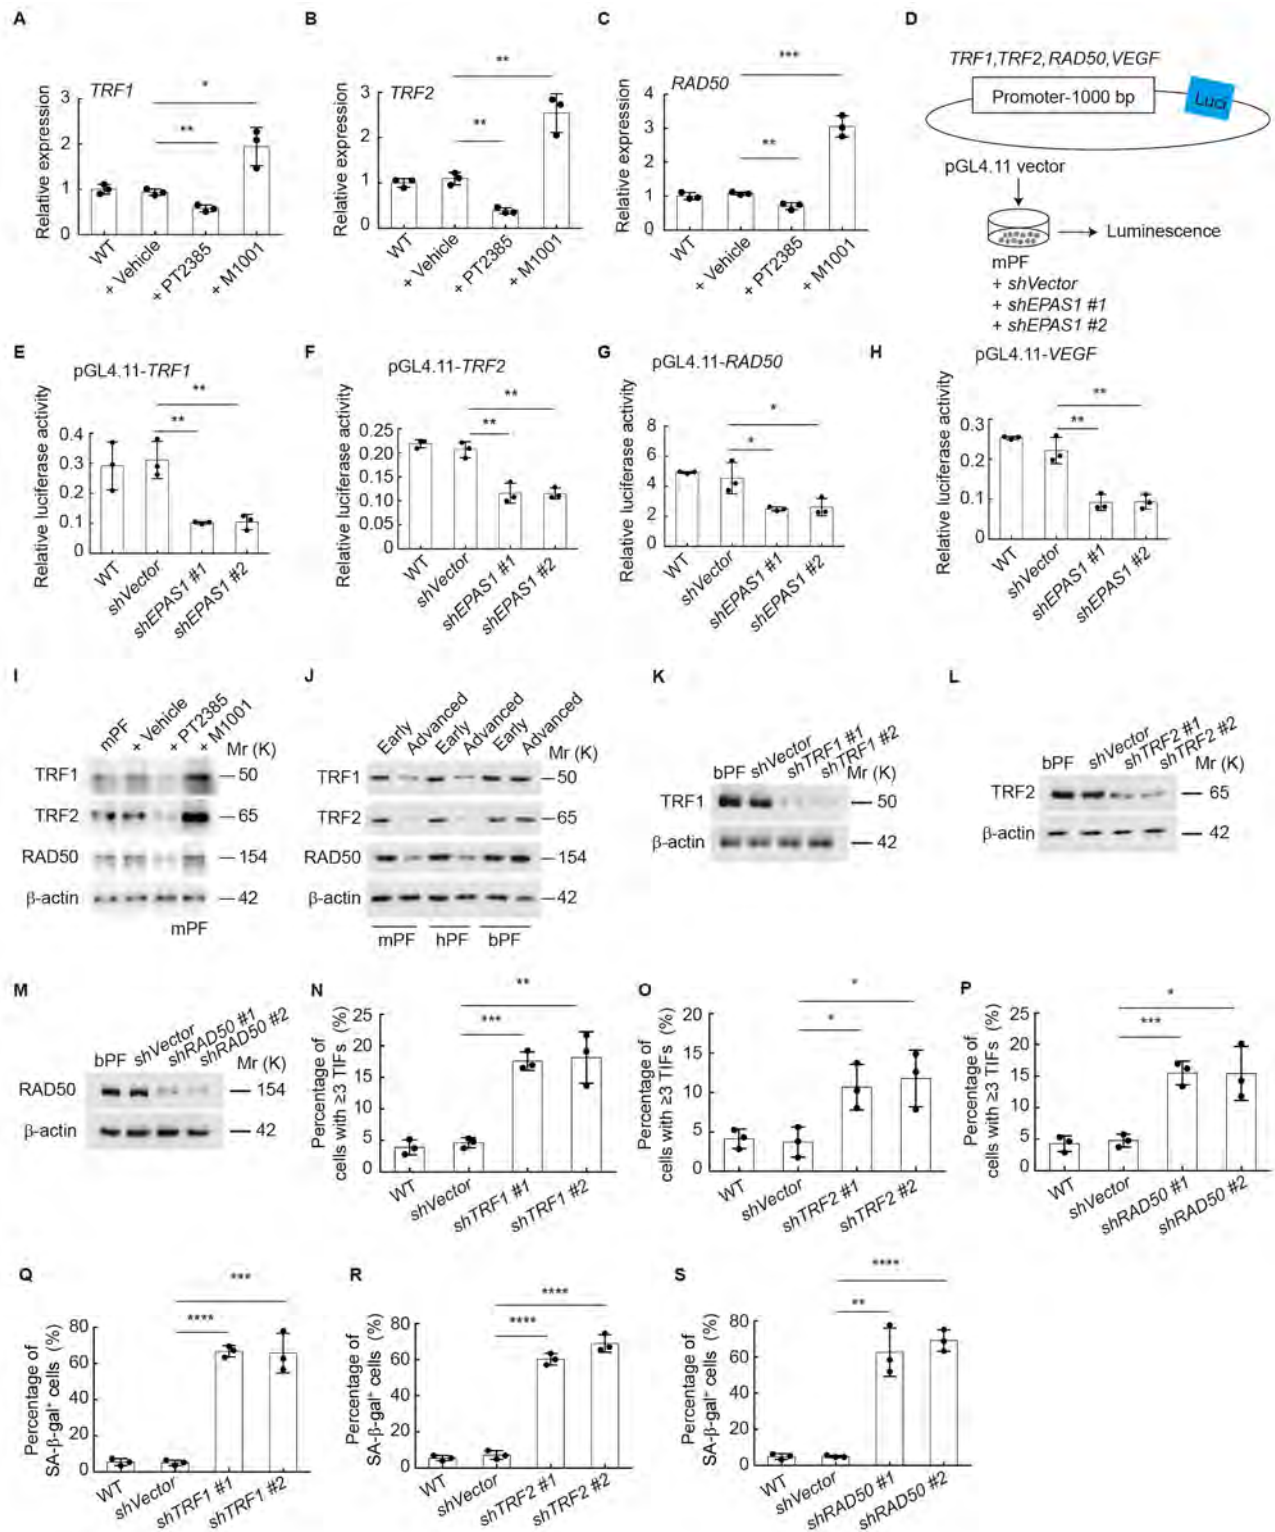 A
TRF1
Relative expression
3
2
1
0
*
**
WT
+ Vehicle
+ PT2385
+ M1001
B
TRF2
Relative expression
3
2
1
0
**
**
WT
+ Vehicle
+ PT2385
+ M1001
C
RAD50
Relative expression
4
3
2
1
0
***
**
WT
+ Vehicle
+ PT2385
+ M1001
D
TRF1,TRF2,RAD50,VEGF
Promoter-1000 bp
Luci
pGL4.11 vector
Luminescence
mPF
+ shVector
+ shEPAS1 #1
+ shEPAS1 #2
E
pGL4.11-TRF1
Relative luciferase activity
0.4
0.3
0.1
0
**
**
WT
shVector
shEPAS1 #1
shEPAS1 #2
F
pGL4.11-TRF2
Relative luciferase activity
0.25
0.20
0.15
0.10
0.05
0
**
**
WT
shVector
shEPAS1 #1
shEPAS1 #2
G
pGL4.11-RAD50
Relative luciferase activity
8
6
4
2
0
*
*
WT
shVector
shEPAS1 #1
shEPAS1 #2
H
pGL4.11-VEGF
Relative luciferase activity
0.3
0.2
0.1
0
**
**
WT
shVector
shEPAS1 #1
shEPAS1 #2
I
mPF
+ Vehicle
+ PT2385
+ M1001
Mr (K)
TRF1 50
TRF2 65
RAD50 154
β-actin 42
mPF
J
Early Advanced Early Advanced Early Advanced
Mr (K)
TRF1 50
TRF2 65
RAD50 154
β-actin 42
mPF hPF bPF
K
bPF
shVector
shTRF1 #1
shTRF1 #2
Mr (K)
TRF1 50
β-actin 42
L
bPF
shVector
shTRF2 #1
shTRF2 #2
Mr (K)
TRF2 65
β-actin 42
M
bPF
shVector
shRAD50 #1
shRAD50 #2
Mr (K)
RAD50 154
β-actin 42
N
Percentage of
cells with ≥3 TIFs (%)
25
20
15
10
5
0
**
***
WT
shVector
shTRF1 #1
shTRF1 #2
O
Percentage of
cells with ≥3 TIFs (%)
20
15
10
5
0
*
*
WT
shVector
shTRF2 #1
shTRF2 #2
P
Percentage of
cells with ≥3 TIFs (%)
25
20
15
10
5
0
*
***
WT
shVector
shRAD50 #1
shRAD50 #2
Q
Percentage of
SA-β-gal⁺ cells (%)
80
60
40
20
0
***
****
WT
shVector
shTRF1 #1
shTRF1 #2
R
Percentage of
SA-β-gal⁺ cells (%)
80
60
40
20
0
****
****
WT
shVector
shTRF2 #1
shTRF2 #2
S
Percentage of
SA-β-gal⁺ cells (%)
80
60
40
20
0
****
**
WT
shVector
shRAD50 #1
shRAD50 #2